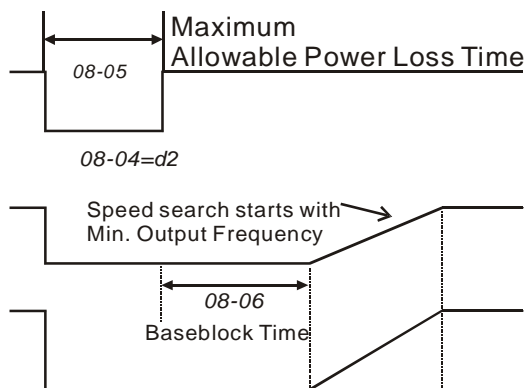 Maximum
Allowable Power Loss Time
08-05
08-04=d2
Speed search starts with
Min. Output Frequency
08-06
Baseblock Time